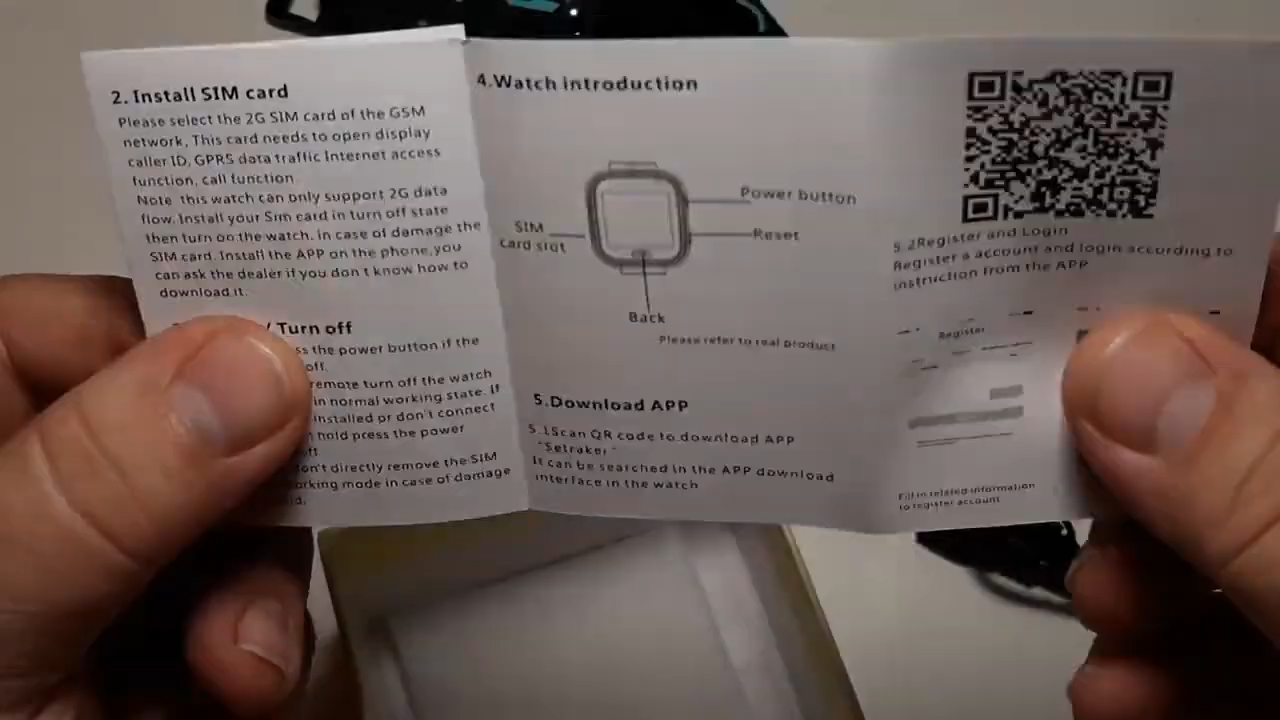 2. Install SIM card
Please select the 2G SIM card of the GSM
network, This card needs to open display
caller ID, GPRS data traffic Internet access
function, call function
Note this watch can only support 2G data
flow. Install your Sim card in turn off state
then turn on the watch, in case of damage the
SIM card. Install the APP on the phone,you
can ask the dealer if you don t know how to
download it.
/ Turn off
the power button if the
off.
remote turn off the watch
in normal working state. If
installed pr don't connect
hold press the power
don't directly remove the SIM
mode in case of damage
4.Watch introduction
Power button
SIM
card slot
Reset
Back
Please refer to real product
5.Download APP
5.1Scan QR code to download APP
"Setraker"
It can be searched in the APP download
interface in the watch
5.2Register and Login
Register a account and login according to
instruction from the APP
Register
Fill in related information
to register account